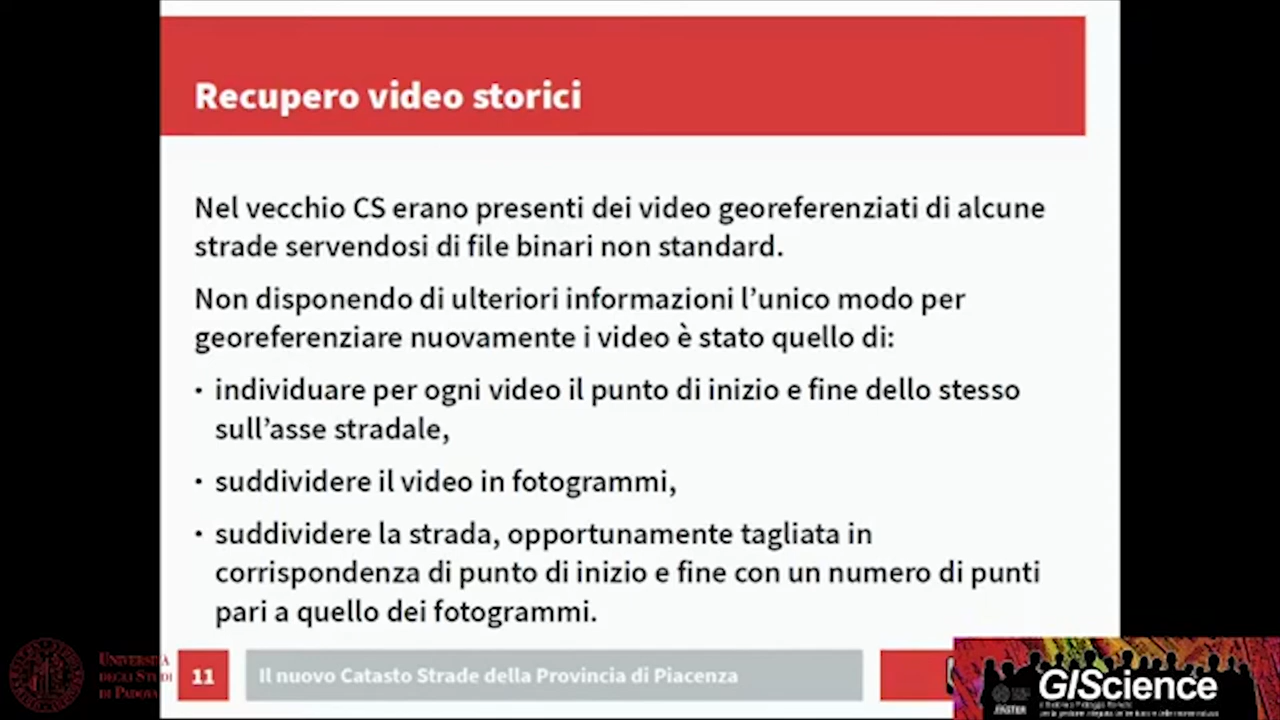 Recupero video storici
Nel vecchio CS erano presenti dei video georeferenziati di alcune
strade servendosi di file binari non standard.
Non disponendo di ulteriori informazioni l’unico modo per
georeferenziare nuovamente i video è stato quello di:
• individuare per ogni video il punto di inizio e fine dello stesso
sull’asse stradale,
• suddividere il video in fotogrammi,
• suddividere la strada, opportunamente tagliata in
corrispondenza di punto di inizio e fine con un numero di punti
pari a quello dei fotogrammi.
UNIVERSITÀ
DEGLI STUDI
DI PADOVA
11
Il nuovo Catasto Strade della Provincia di Piacenza
GIScience